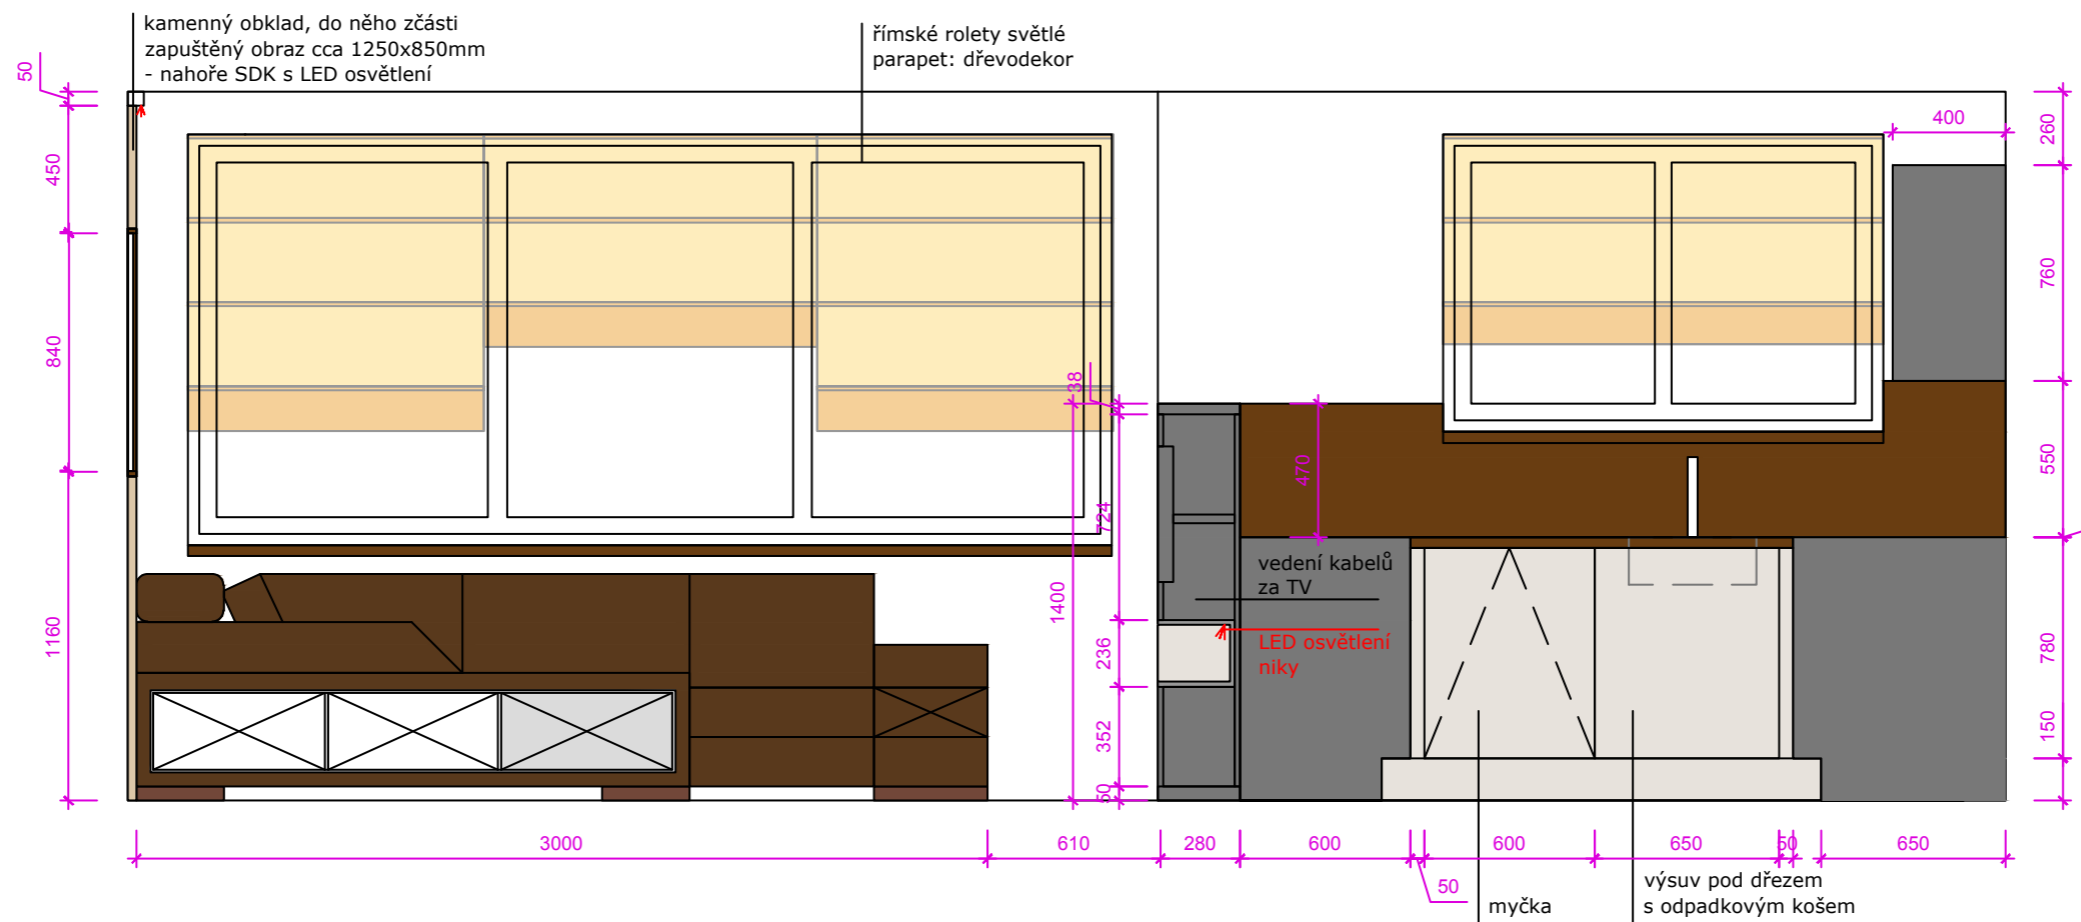 kamenný obklad, do něho zčásti
zapuštěný obraz cca 1250x850mm
- nahoře SDK s LED osvětlení
římské rolety světlé
parapet: dřevodekor
50
450
840
1160
400
260
760
550
780
150
38
724
1400
236
352
50
470
vedení kabelů
za TV
LED osvětlení
niky
3000
610
280
600
50
600
650
50
650
myčka
výsuv pod dřezem
s odpadkovým košem